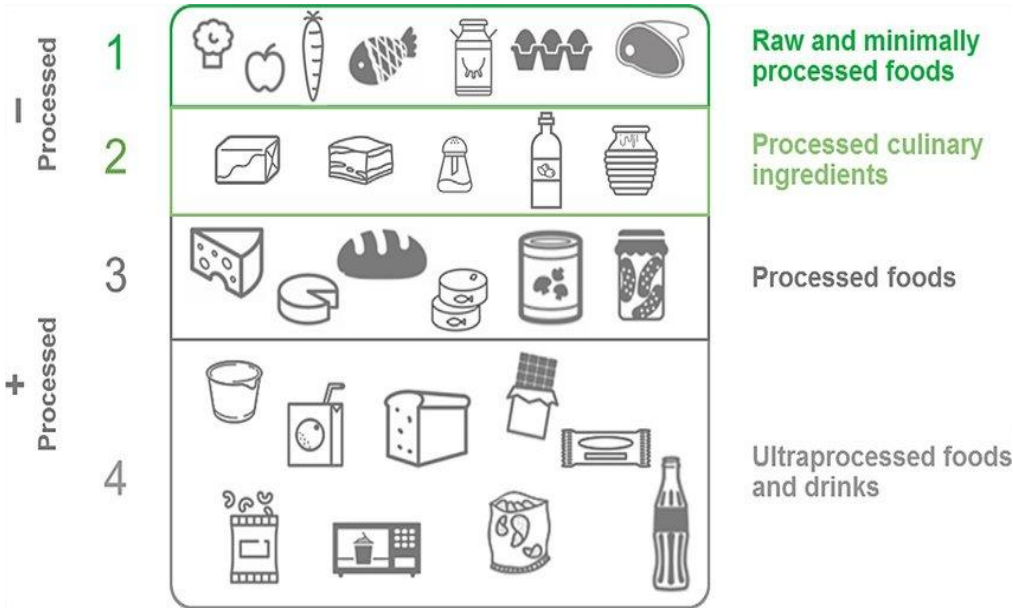 − Processed
1
Raw and minimally
processed foods
2
Processed culinary
ingredients
3
Processed foods
+ Processed
4
Ultraprocessed foods
and drinks